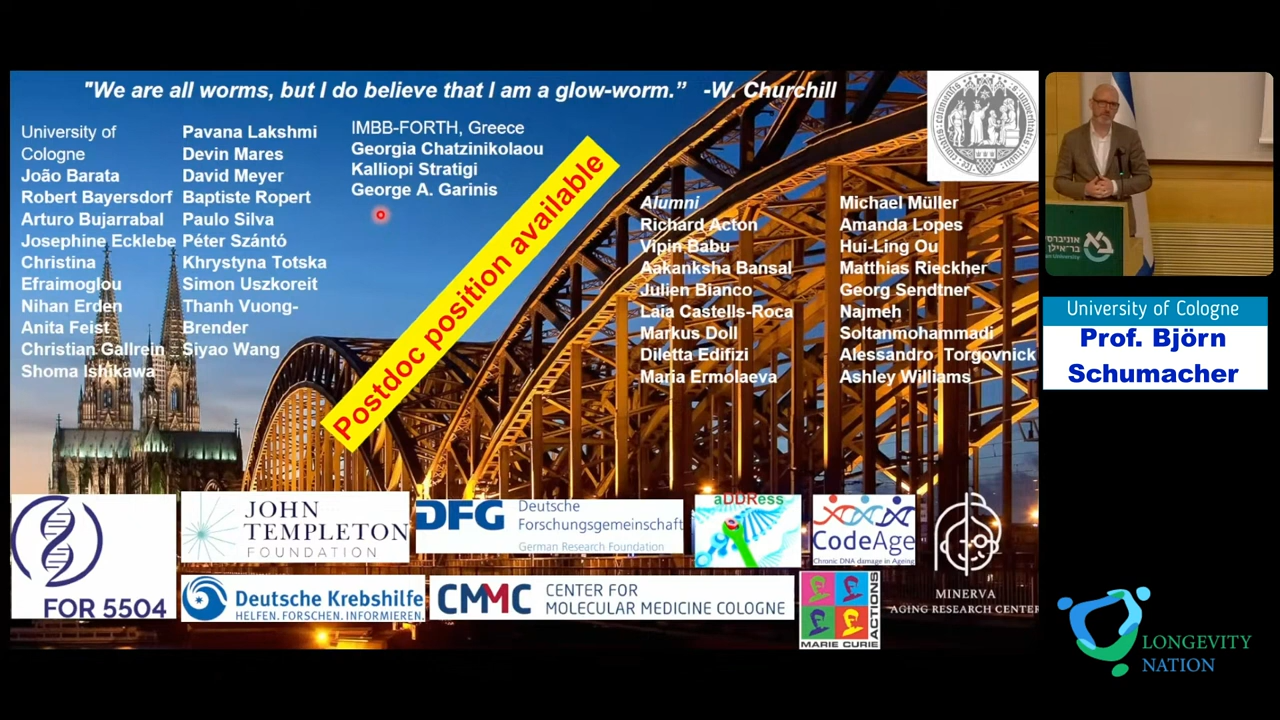 "We are all worms, but I do believe that I am a glow-worm.” -W. Churchill
University of
Cologne
João Barata
Robert Bayersdorf
Arturo Bujarrabal
Josephine Ecklebe
Christina
Efraimoglou
Nihan Erden
Anita Feist
Christian Gallrein
Shoma Ishikawa
Pavana Lakshmi
Devin Mares
David Meyer
Baptiste Ropert
Paulo Silva
Péter Szántó
Khrystyna Totska
Simon Uszkoreit
Thanh Vuong-
Brender
Siyao Wang
IMBB-FORTH, Greece
Georgia Chatzinikolaou
Kalliopi Stratigi
George A. Garinis
Postdoc position available
Alumni
Richard Acton
Vipin Babu
Aakanksha Bansal
Julien Bianco
Laia Castells-Roca
Markus Doll
Diletta Edifizi
Maria Ermolaeva
Michael Müller
Amanda Lopes
Hui-Ling Ou
Matthias Rieckher
Georg Sendtner
Najmeh
Soltanmohammadi
Alessandro Torgovnick
Ashley Williams
FOR 5504
JOHN
TEMPLETON
FOUNDATION
DFG
Deutsche
Forschungsgemeinschaft
German Research Foundation
aDDRess
CodeAge
Chronic DNA damage in Ageing
MINERVA
AGING RESEARCH CENTER
Deutsche Krebshilfe
HELFEN. FORSCHEN. INFORMIEREN.
CMMC
CENTER FOR
MOLECULAR MEDICINE COLOGNE
MARIE CURIE
ACTIONS
אוניברסי
בר-אילן
University of Cologne
Prof. Björn
Schumacher
LONGEVITY
NATION